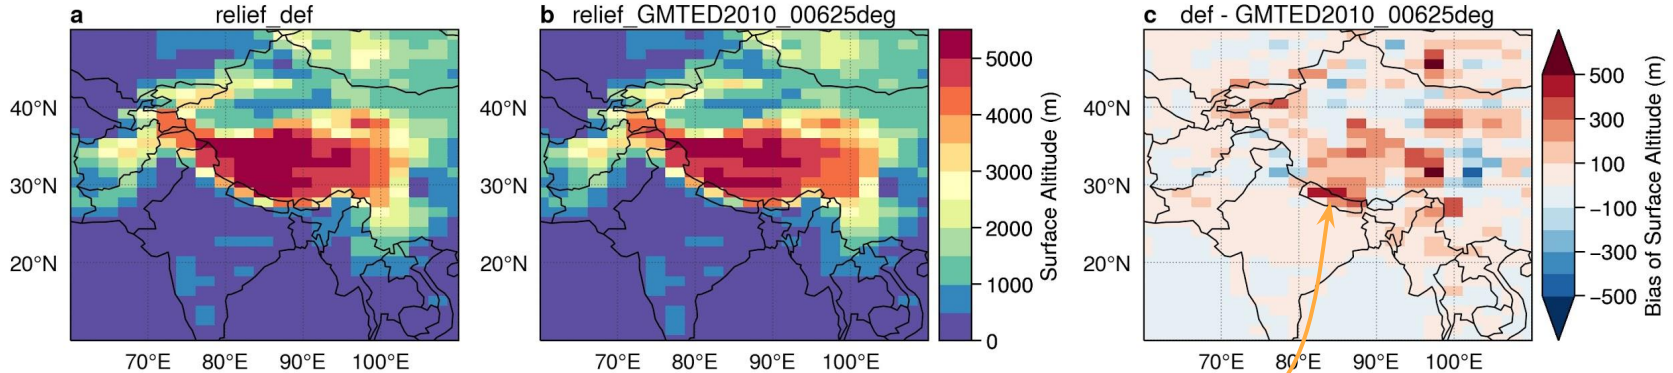 a relief_def
b relief_GMTED2010_00625deg
c def - GMTED2010_00625deg
40°N
30°N
20°N
70°E 80°E 90°E 100°E
40°N
30°N
20°N
70°E 80°E 90°E 100°E
5000
4000
3000
2000
1000
0
Surface Altitude (m)
40°N
30°N
20°N
70°E 80°E 90°E 100°E
500
300
100
−100
−300
−500
Bias of Surface Altitude (m)